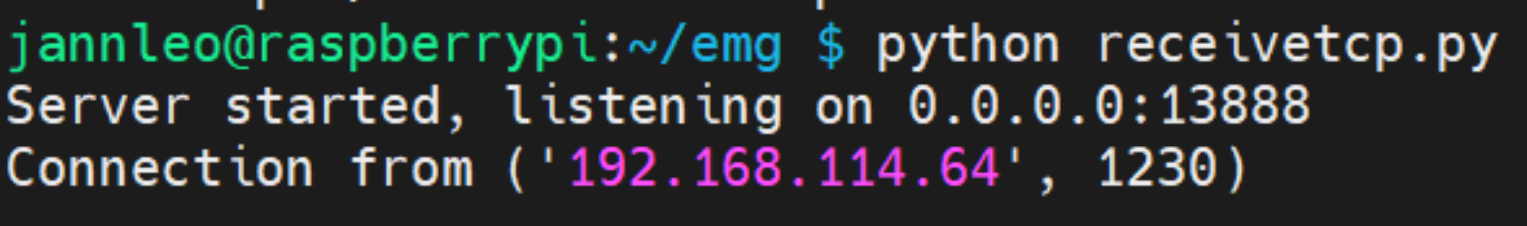 jannleo@raspberrypi:~/emg $ python receivetcp.py
Server started, listening on 0.0.0.0:13888
Connection from ('192.168.114.64', 1230)